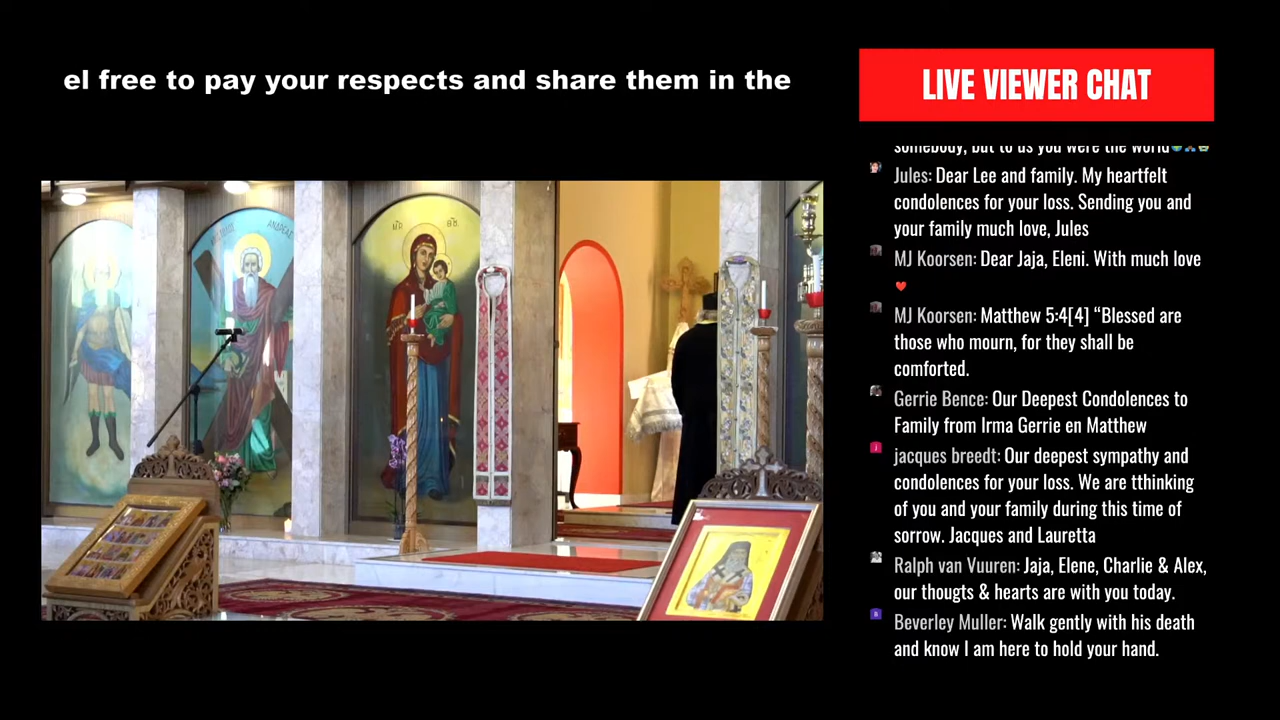 el free to pay your respects and share them in the
LIVE VIEWER CHAT
somebody, but to us you were the world
Jules: Dear Lee and family. My heartfelt
condolences for your loss. Sending you and
your family much love, Jules
MJ Koorsen: Dear Jaja, Eleni. With much love
❤
MJ Koorsen: Matthew 5:4[4] “Blessed are
those who mourn, for they shall be
comforted.
Gerrie Bence: Our Deepest Condolences to
Family from Irma Gerrie en Matthew
jacques breedt: Our deepest sympathy and
condolences for your loss. We are tthinking
of you and your family during this time of
sorrow. Jacques and Lauretta
Ralph van Vuuren: Jaja, Elene, Charlie & Alex,
our thougts & hearts are with you today.
Beverley Muller: Walk gently with his death
and know I am here to hold your hand.